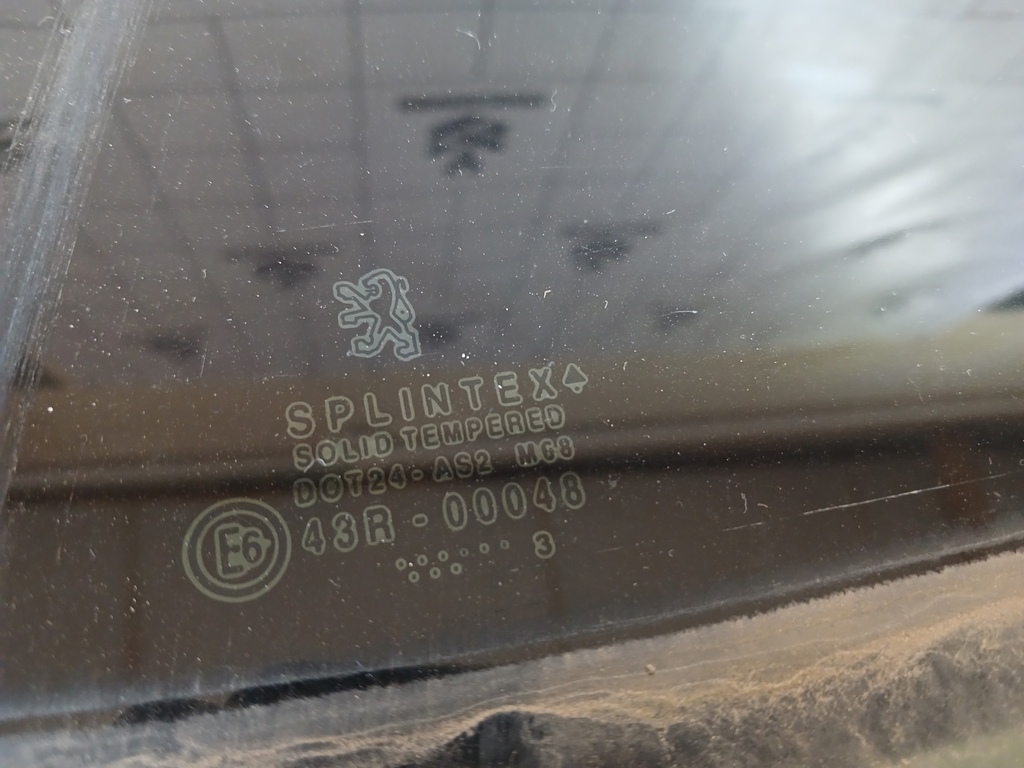 SPLINTEX
SOLID TEMPERED
DOT24-AS2 M68
E6 43R - 00048
3